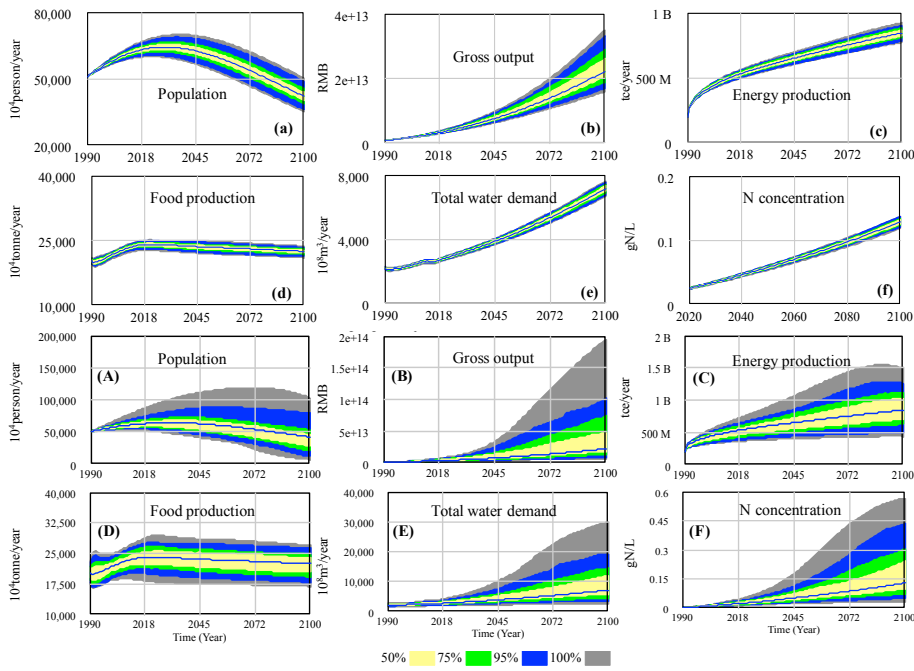 80,000
50,000
20,000
10⁴person/year
Population
(a)
1990 2018 2045 2072 2100
4e+13
2e+13
0
RMB
Gross output
(b)
1990 2018 2045 2072 2100
1 B
500 M
0
tce/year
Energy production
(c)
1990 2018 2045 2072 2100
40,000
25,000
10,000
10⁴tonne/year
Food production
(d)
1990 2018 2045 2072 2100
8,000
4,000
0
10⁸m³/year
Total water demand
(e)
1990 2018 2045 2072 2100
0.2
0.1
0
gN/L
N concentration
(f)
2020 2040 2060 2080 2100
200,000
150,000
100,000
50,000
0
10⁴person/year
Population
(A)
1990 2018 2045 2072 2100
2e+14
1.5e+14
1e+14
5e+13
0
RMB
Gross output
(B)
1990 2018 2045 2072 2100
2 B
1.5 B
1 B
500 M
0
tce/year
Energy production
(C)
1990 2018 2045 2072 2100
40,000
32,500
25,000
17,500
10,000
10⁴tonne/year
Food production
(D)
1990 2018 2045 2072 2100
Time (Year)
40,000
30,000
20,000
10,000
0
10⁸m³/year
Total water demand
(E)
1990 2018 2045 2072 2100
Time (Year)
0.6
0.45
0.3
0.15
0
gN/L
N concentration
(F)
1990 2018 2045 2072 2100
Time (Year)
50% 75% 95% 100%